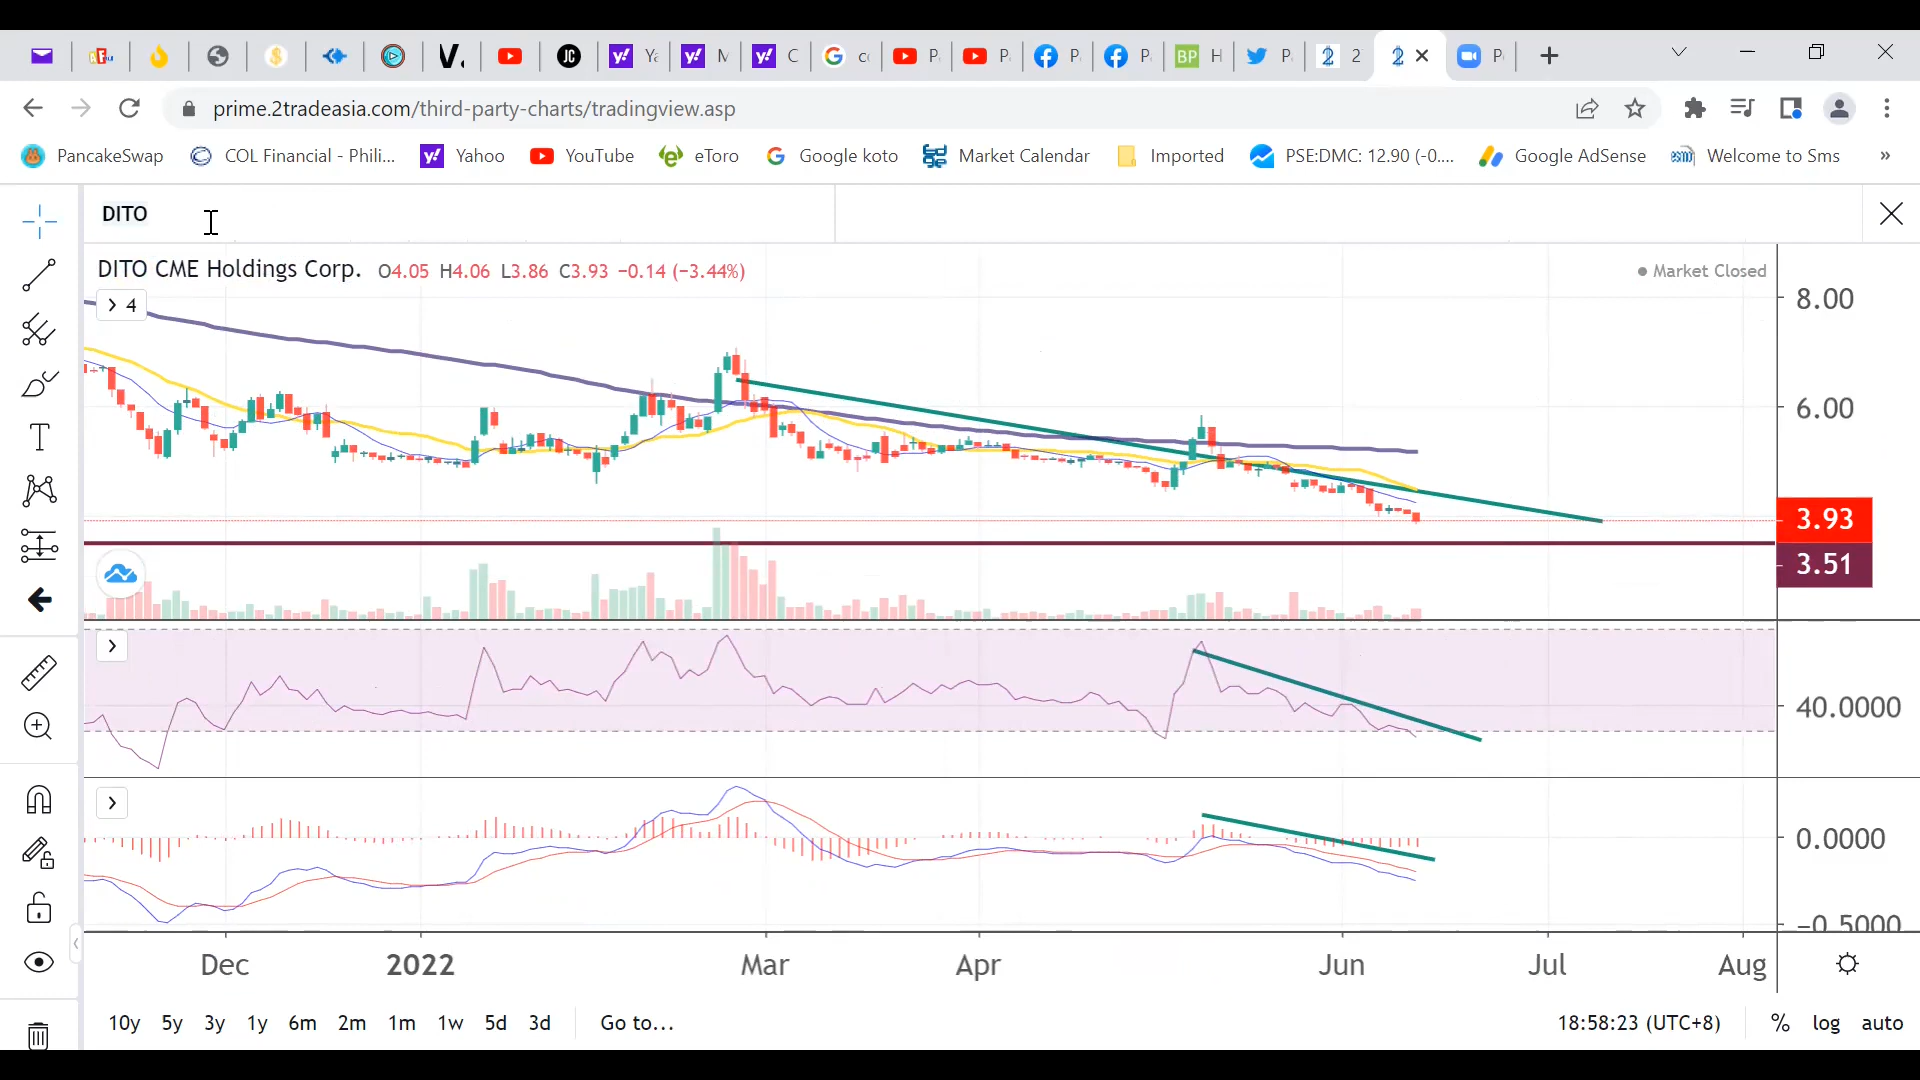 Ya
M
C
co
P
P
P
P
BP H
P
2
P
prime.2tradeasia.com/third-party-charts/tradingview.asp
PancakeSwap COL Financial - Phili... Yahoo YouTube eToro Google koto Market Calendar Imported PSE:DMC: 12.90 (-0.... Google AdSense Welcome to Sms »
DITO
DITO CME Holdings Corp. O4.05 H4.06 L3.86 C3.93 −0.14 (−3.44%) Market Closed
4
8.00
6.00
3.93
3.51
40.0000
0.0000
−0.5000
Dec 2022 Mar Apr Jun Jul Aug
10y 5y 3y 1y 6m 2m 1m 1w 5d 3d Go to... 18:58:23 (UTC+8) % log auto